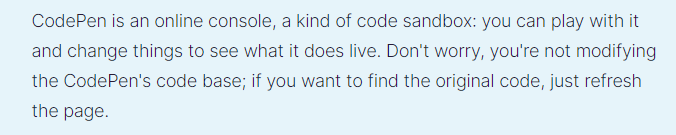 CodePen is an online console, a kind of code sandbox: you can play with it
and change things to see what it does live. Don't worry, you're not modifying
the CodePen's code base; if you want to find the original code, just refresh
the page.